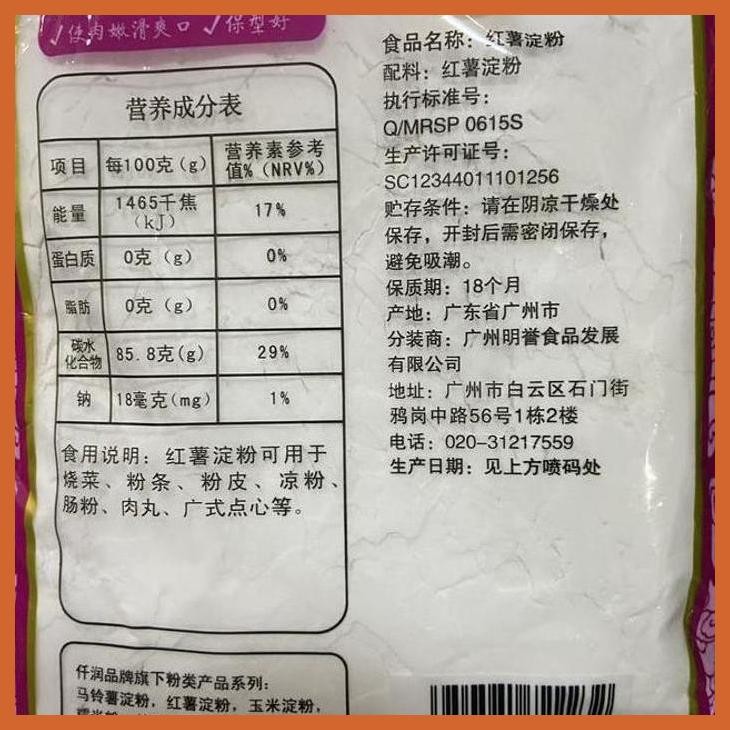 ✓使肉嫩滑爽口 ✓保型好
营养成分表
项目 每100克(g) 营养素参考值%(NRV%)
能量 1465千焦(kJ) 17%
蛋白质 0克(g) 0%
脂肪 0克(g) 0%
碳水化合物 85.8克(g) 29%
钠 18毫克(mg) 1%
食用说明:红薯淀粉可用于
烧菜、粉条、粉皮、凉粉、
肠粉、肉丸、广式点心等。
仟润品牌旗下粉类产品系列:
马铃薯淀粉,红薯淀粉,玉米淀粉,
食品名称:红薯淀粉
配料:红薯淀粉
执行标准号:
Q/MRSP 0615S
生产许可证号:
SC12344011101256
贮存条件:请在阴凉干燥处
保存,开封后需密闭保存,
避免吸潮。
保质期:18个月
产地:广东省广州市
分装商:广州明誉食品发展
有限公司
地址:广州市白云区石门街
鸦岗中路56号1栋2楼
电话:020-31217559
生产日期:见上方喷码处